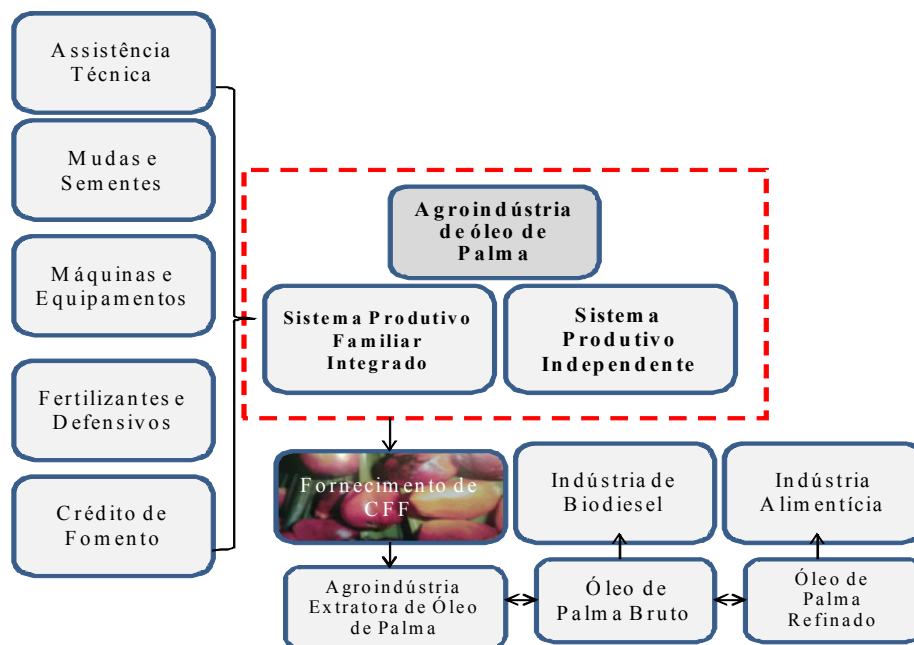 Assistência
Técnica
Mudas e
Sementes
Máquinas e
Equipamentos
Fertilizantes e
Defensivos
Crédito de
Fomento
Agroindústria
de óleo de
Palma
Sistema Produtivo
Familiar
Integrado
Sistema
Produtivo
Independente
Fornecimento de
CFF
Indústria de
Biodiesel
Indústria
Alimentícia
Agroindústria
Extratora de Óleo
de Palma
Óleo de
Palma Bruto
Óleo de
Palma
Refinado